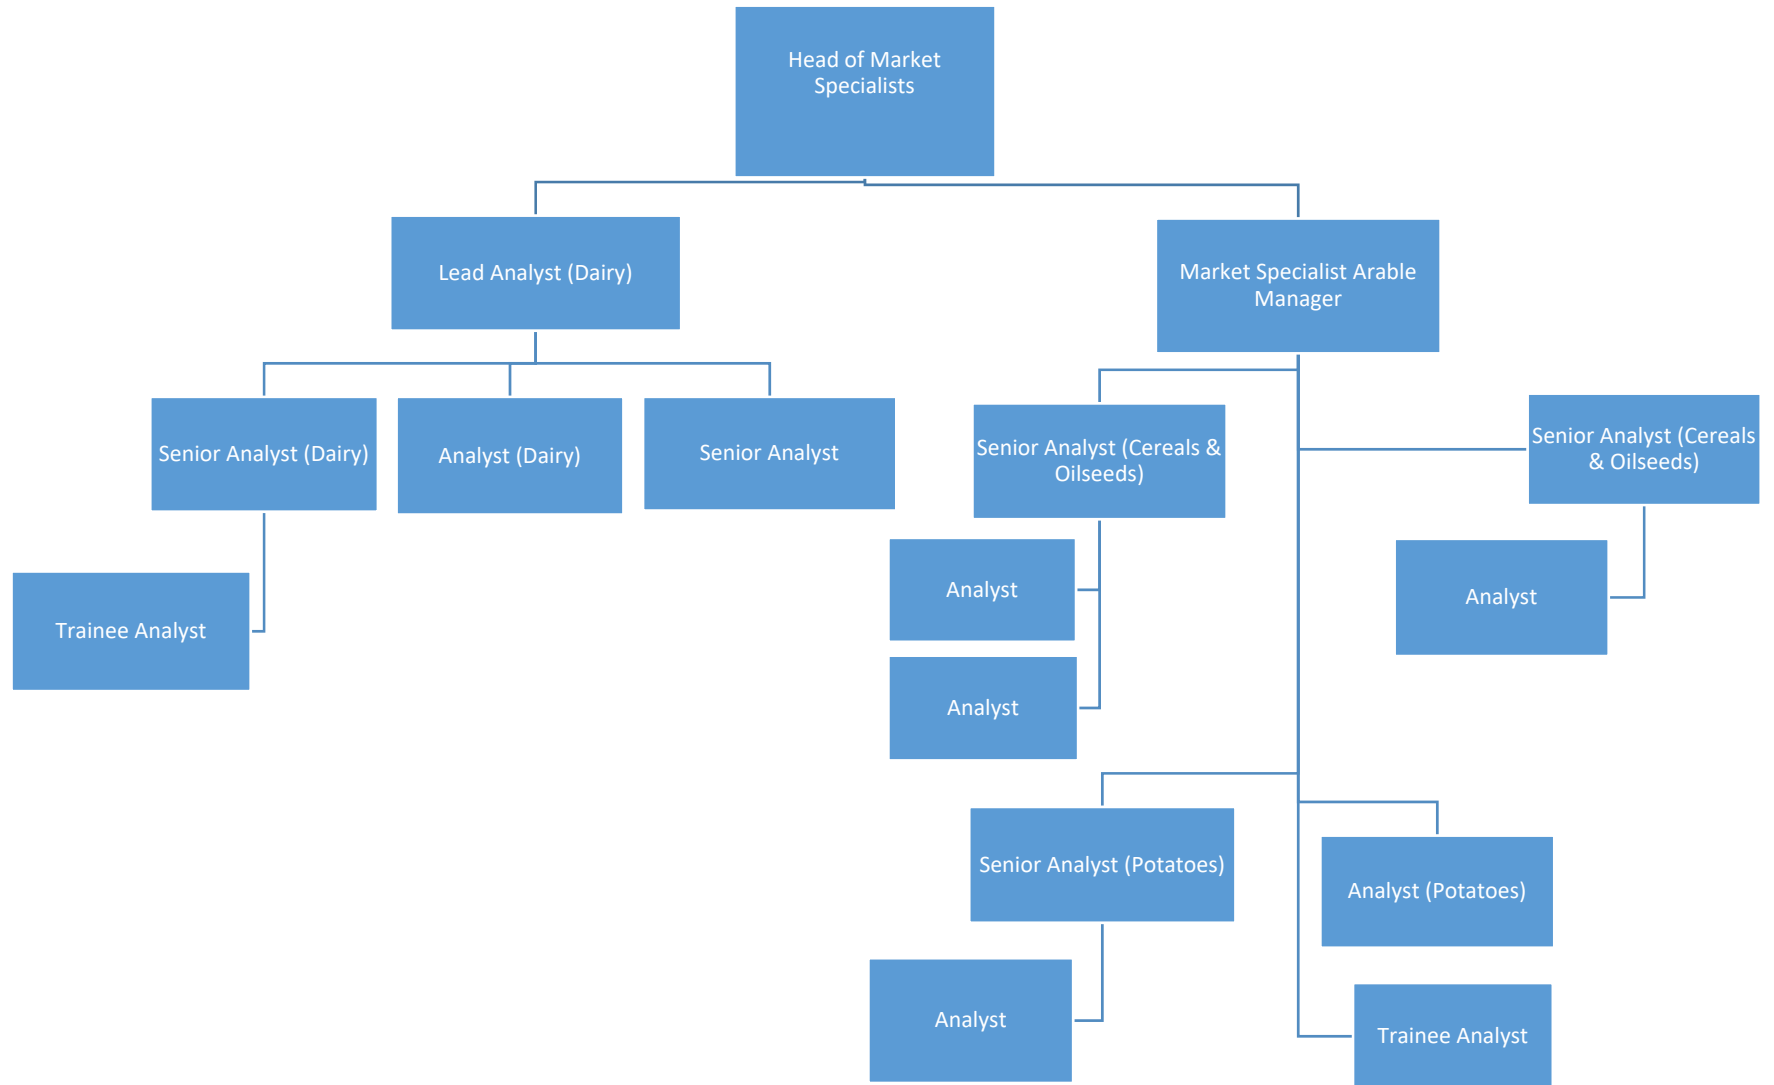 Head of Market
Specialists
Lead Analyst (Dairy)
Market Specialist Arable
Manager
Senior Analyst (Dairy)
Analyst (Dairy)
Senior Analyst
Senior Analyst (Cereals &
Oilseeds)
Senior Analyst (Cereals
& Oilseeds)
Trainee Analyst
Analyst
Analyst
Analyst
Senior Analyst (Potatoes)
Analyst (Potatoes)
Analyst
Trainee Analyst